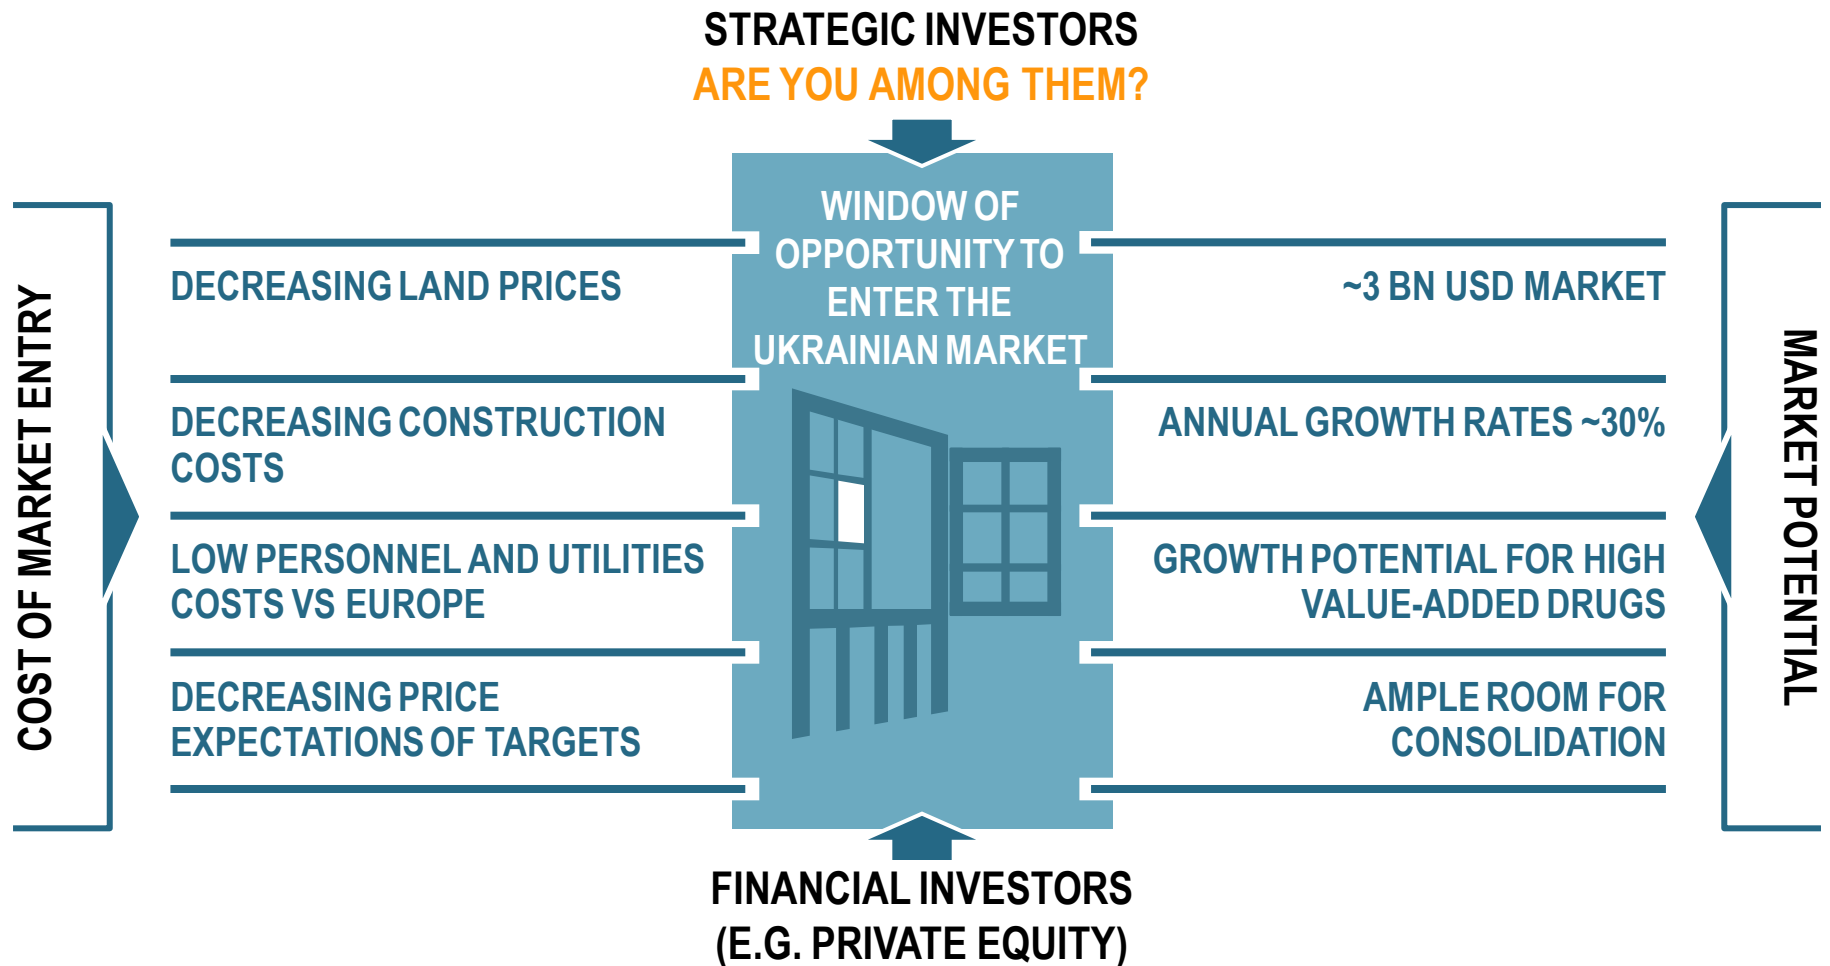 STRATEGIC INVESTORS
ARE YOU AMONG THEM?
WINDOW OF
OPPORTUNITY TO
ENTER THE
UKRAINIAN MARKET
COST OF MARKET ENTRY
DECREASING LAND PRICES
DECREASING CONSTRUCTION
COSTS
LOW PERSONNEL AND UTILITIES
COSTS VS EUROPE
DECREASING PRICE
EXPECTATIONS OF TARGETS
~3 BN USD MARKET
ANNUAL GROWTH RATES ~30%
GROWTH POTENTIAL FOR HIGH
VALUE-ADDED DRUGS
AMPLE ROOM FOR
CONSOLIDATION
MARKET POTENTIAL
FINANCIAL INVESTORS
(E.G. PRIVATE EQUITY)